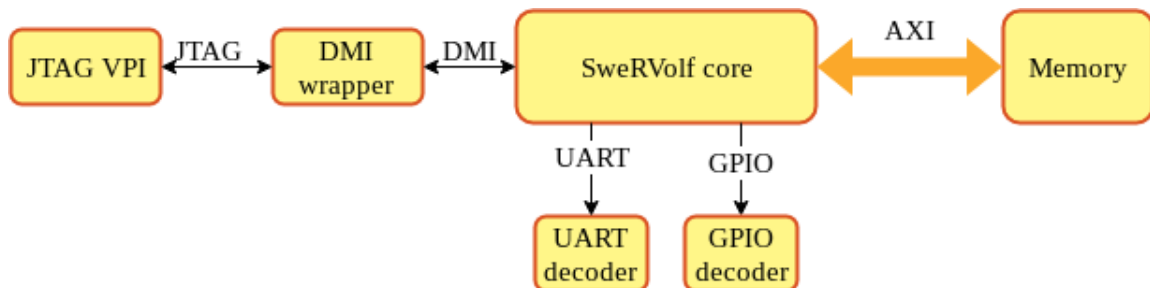 JTAG VPI
JTAG
DMI
wrapper
DMI
SweRVolf core
AXI
Memory
UART
GPIO
UART
decoder
GPIO
decoder